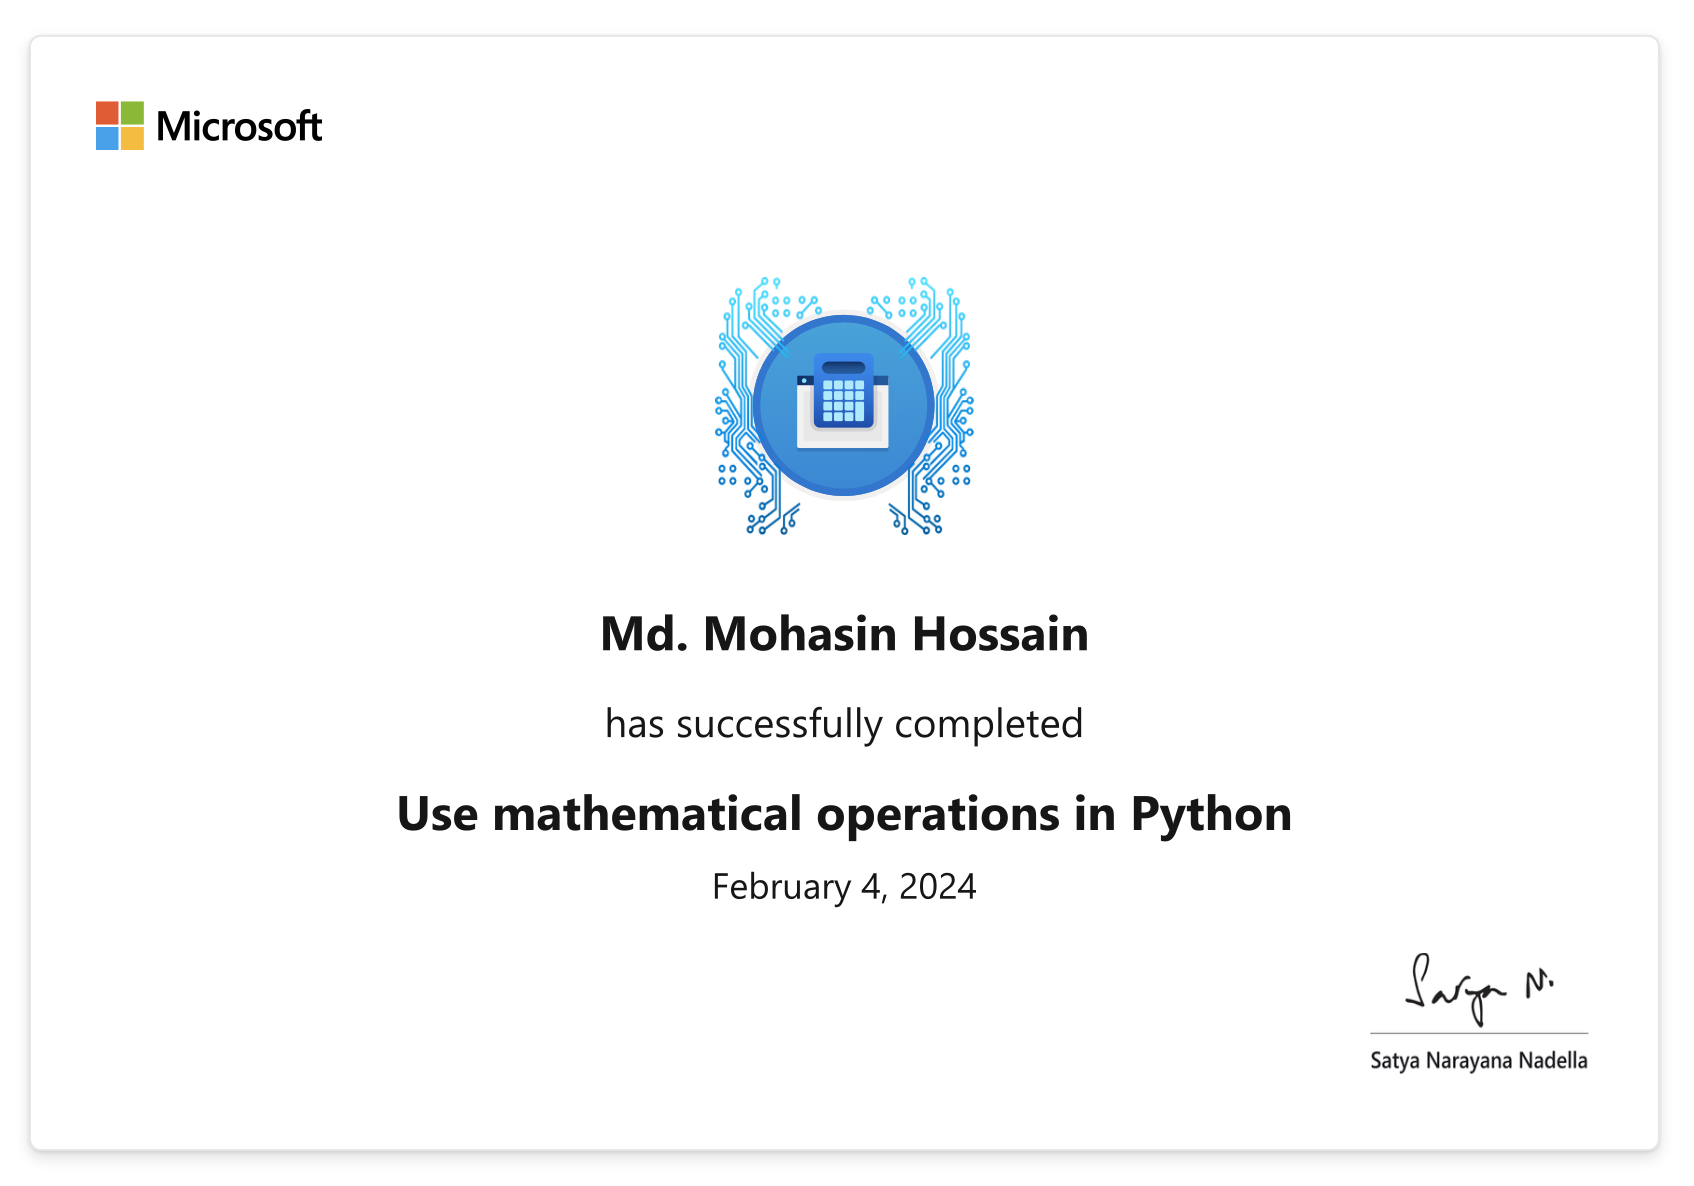 Microsoft
Md. Mohasin Hossain
has successfully completed
Use mathematical operations in Python
February 4, 2024
Satya N.
Satya Narayana Nadella